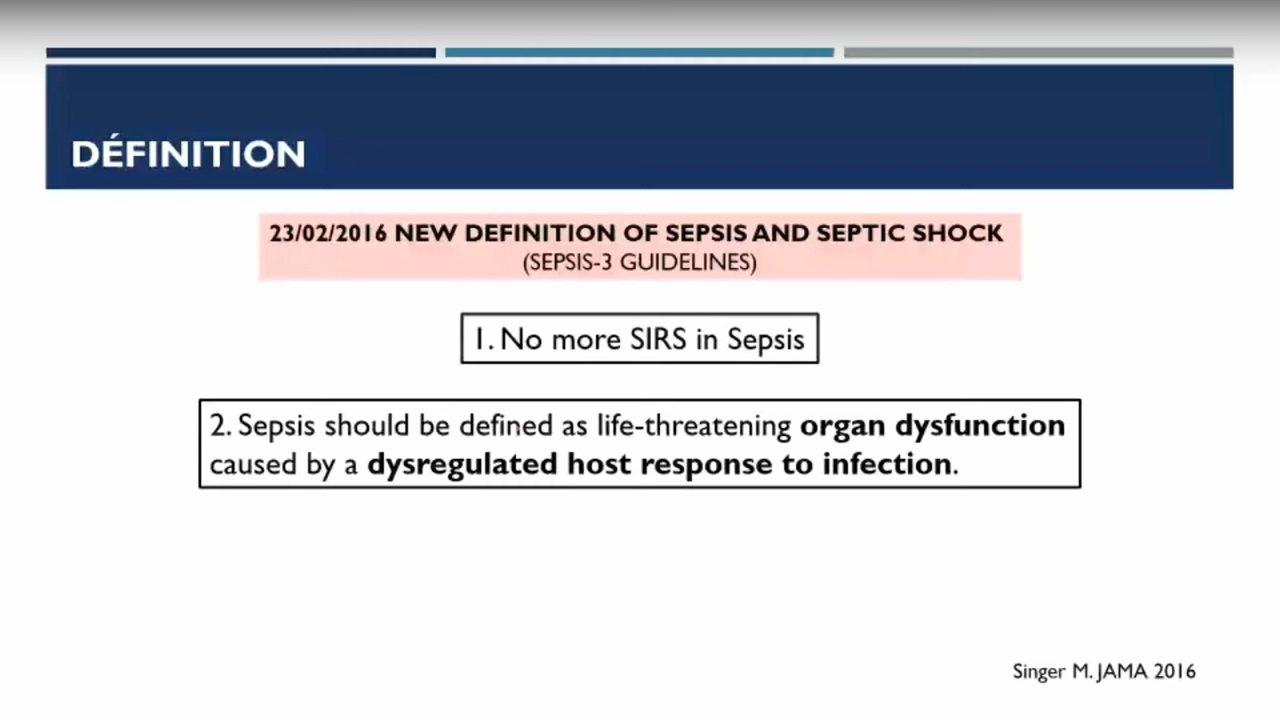 DÉFINITION
23/02/2016 NEW DEFINITION OF SEPSIS AND SEPTIC SHOCK
(SEPSIS-3 GUIDELINES)
1. No more SIRS in Sepsis
2. Sepsis should be defined as life-threatening organ dysfunction
caused by a dysregulated host response to infection.
Singer M. JAMA 2016